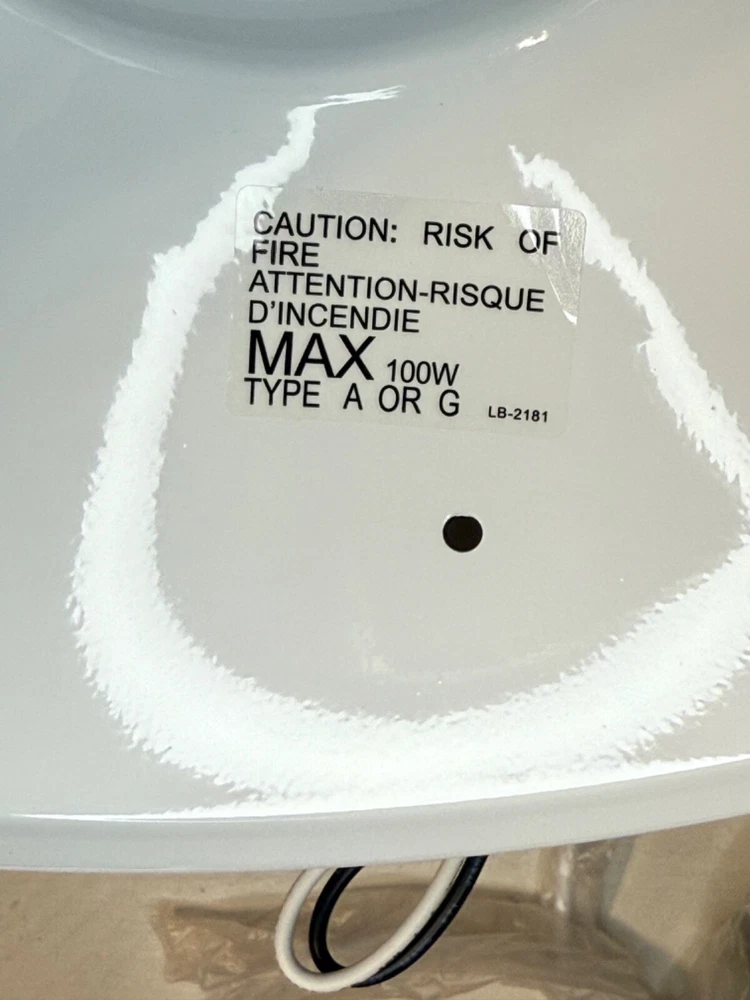 CAUTION: RISK OF
FIRE
ATTENTION-RISQUE
D'INCENDIE
MAX 100W
TYPE A OR G LB-2181